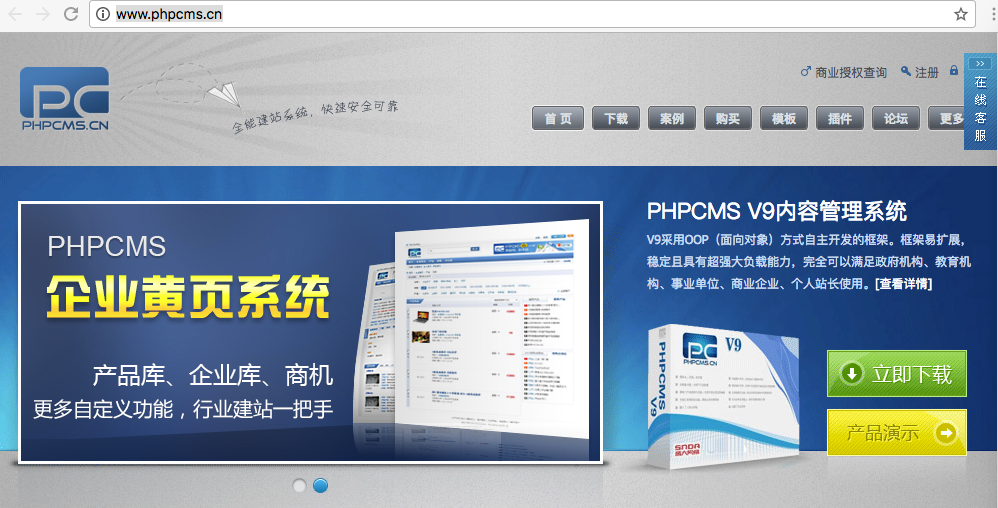 www.phpcms.cn
商业授权查询 注册
PC
PHPCMS.CN
全能建站系统，快速安全可靠
首 页 下载 案例 购买 模板 插件 论坛 更多
在线客服
PHPCMS
企业黄页系统
产品库、企业库、商机
更多自定义功能，行业建站一把手
PHPCMS V9内容管理系统
V9采用OOP（面向对象）方式自主开发的框架。框架易扩展，
稳定且具有超强大负载能力，完全可以满足政府机构、教育机
构、事业单位、商业企业、个人站长使用。[查看详情]
PC
PHPCMS.CN
V9
PHPCMS V9
SNDA
盛大网络
立即下载
产品演示